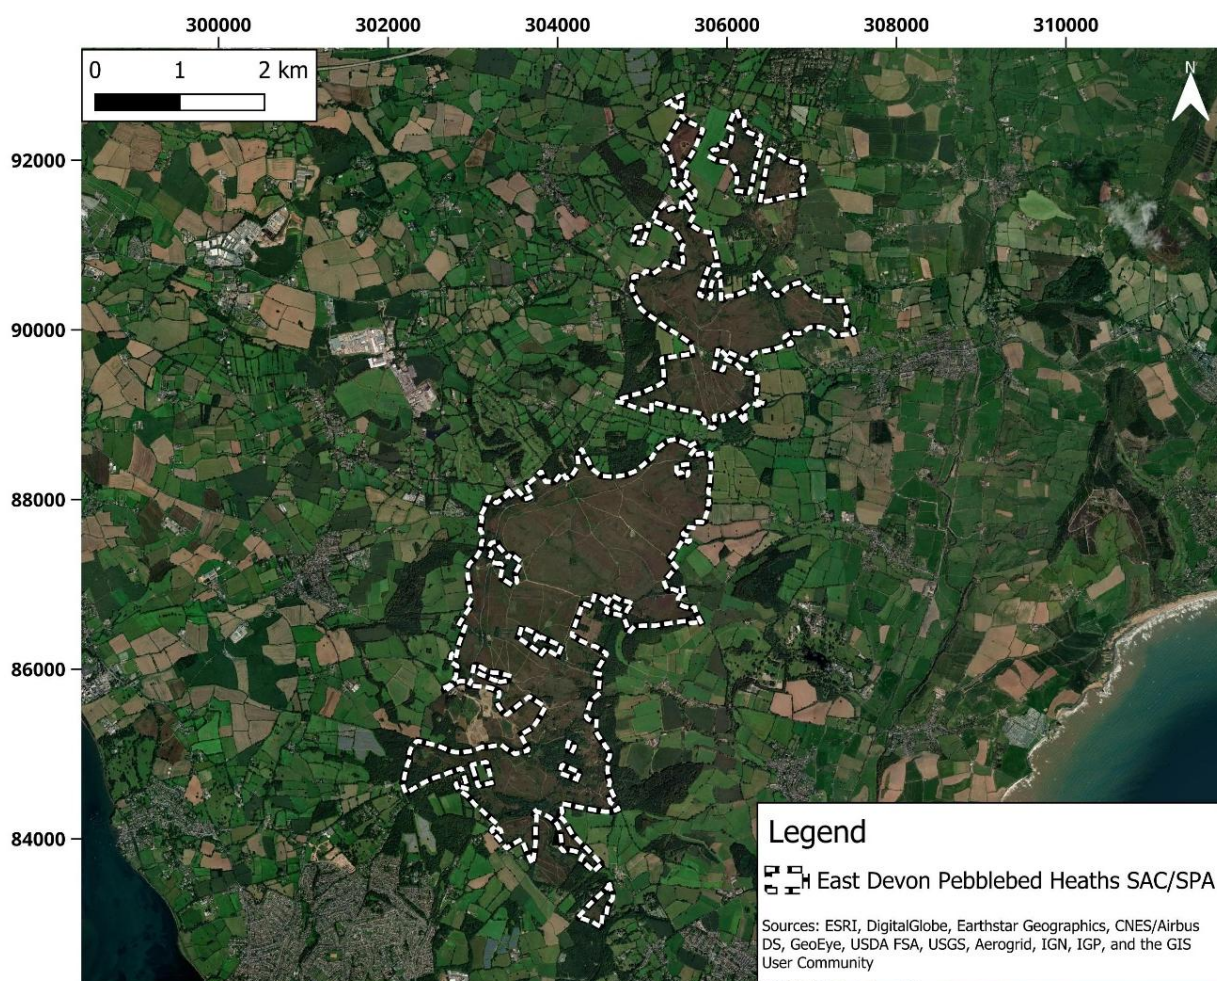 300000 302000 304000 306000 308000 310000
0 1 2 km
N
92000
90000
88000
86000
84000
Legend
East Devon Pebblebed Heaths SAC/SPA
Sources: ESRI, DigitalGlobe, Earthstar Geographics, CNES/Airbus
DS, GeoEye, USDA FSA, USGS, Aerogrid, IGN, IGP, and the GIS
User Community